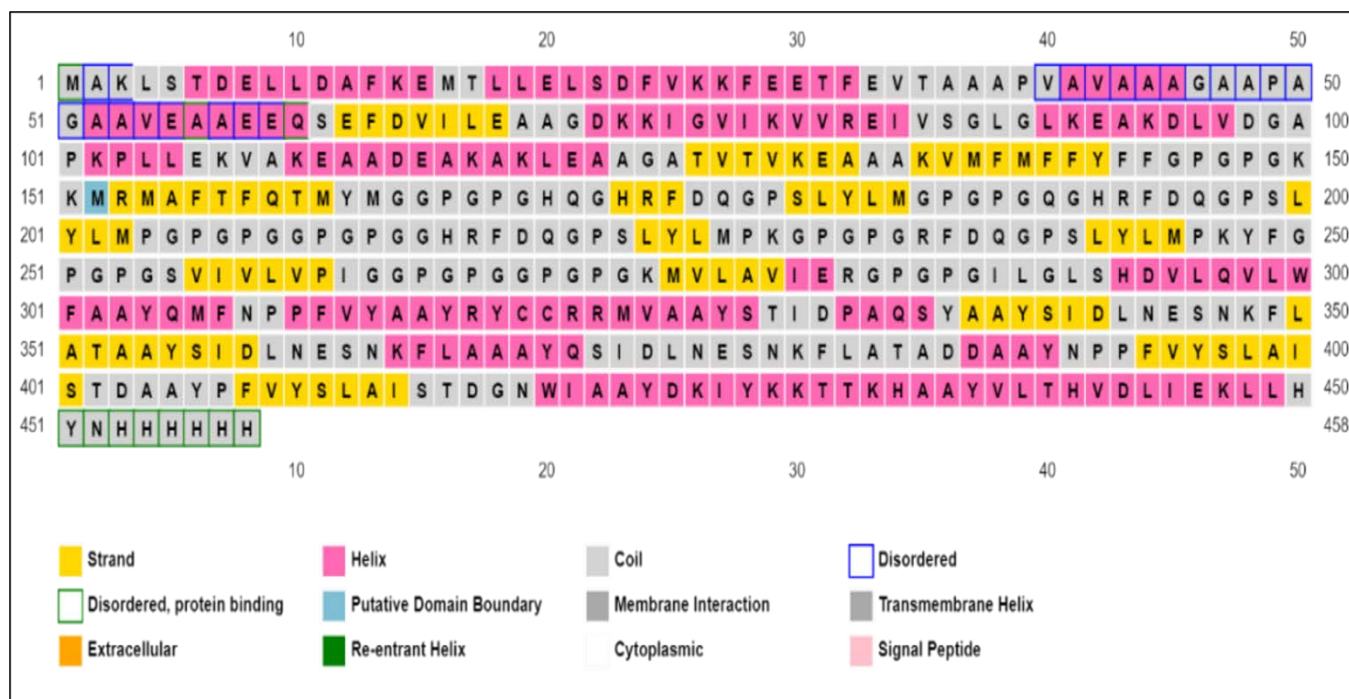 10 20 30 40 50
1 M A K L S T D E L L D A F K E M T L L E L S D F V K K F E E T F E V T A A A P V A V A A A G A A P A 50
51 G A A V E A A E E Q S E F D V I L E A A G D K K I G V I K V V R E I V S G L G L K E A K D L V D G A 100
101 P K P L L E K V A K E A A D E A K A K L E A A G A T V T V K E A A A K V M F M F F Y F F G P G P G K 150
151 K M R M A F T F Q T M Y M G G P G P G H Q G H R F D Q G P S L Y L M G P G P G Q G H R F D Q G P S L 200
201 Y L M P G P G P G G P G P G G H R F D Q G P S L Y L M P K G P G P G R F D Q G P S L Y L M P K Y F G 250
251 P G P G S V I V L V P I G G P G P G G P G P G K M V L A V I E R G P G P G I L G L S H D V L Q V L W 300
301 F A A Y Q M F N P P F V Y A A Y R Y C C R R M V A A Y S T I D P A Q S Y A A Y S I D L N E S N K F L 350
351 A T A A Y S I D L N E S N K F L A A A Y Q S I D L N E S N K F L A T A D D A A Y N P P F V Y S L A I 400
401 S T D A A Y P F V Y S L A I S T D G N W I A A Y D K I Y K K T T K H A A Y V L T H V D L I E K L L H 450
451 Y N H H H H H H 458
10 20 30 40 50
Strand Helix Coil Disordered
Disordered, protein binding Putative Domain Boundary Membrane Interaction Transmembrane Helix
Extracellular Re-entrant Helix Cytoplasmic Signal Peptide